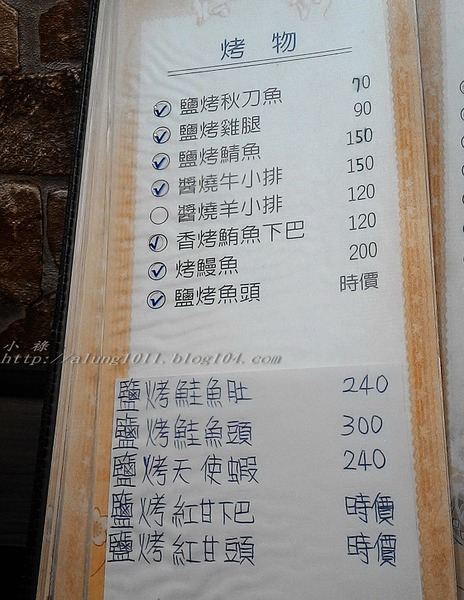 烤物
鹽烤秋刀魚 70
鹽烤雞腿 90
鹽烤鯖魚 150
醬燒牛小排 150
醬燒羊小排 120
香烤鮪魚下巴 120
烤鰻魚 200
鹽烤魚頭 時價
小祿
http://alung1011.blog104.com/
鹽烤鮭魚肚 240
鹽烤鮭魚頭 300
鹽烤天使蝦 240
鹽烤紅甘下巴 時價
鹽烤紅甘頭 時價